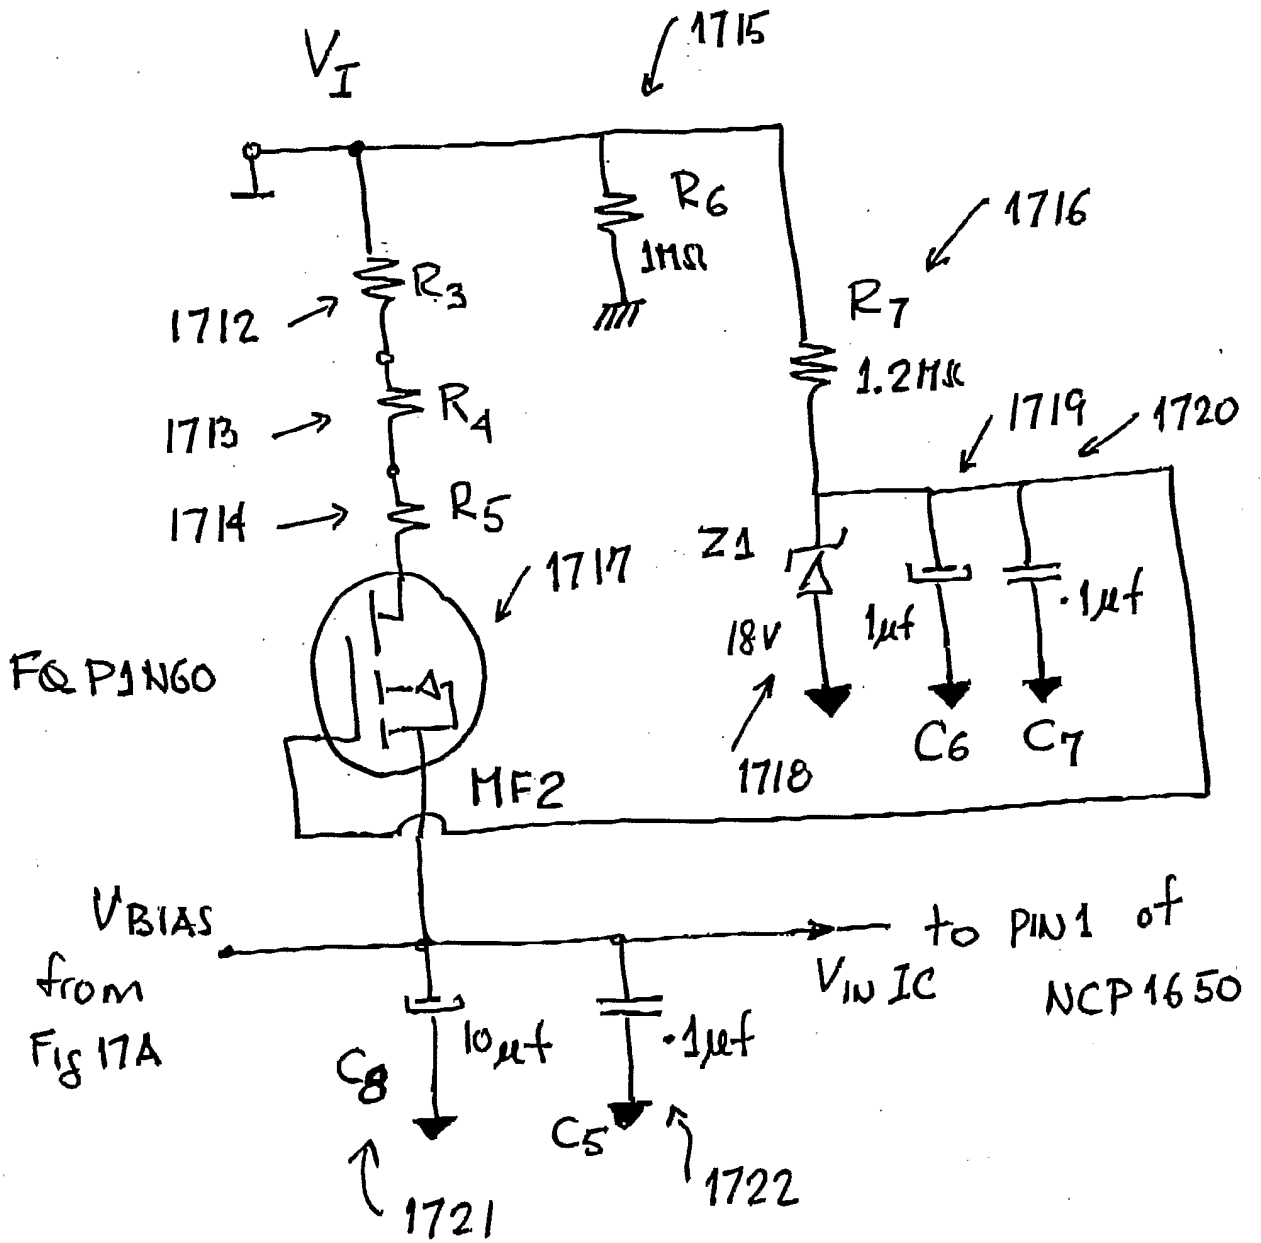 1715
VI
R6
1MΩ
1716
R3
1712
R7
1.2MΩ
R4
1713
1719
1720
R5
1714
Z1
1717
.1µf
1µf
18V
FQP1N60
C6
C7
1718
MF2
VBIAS
to PIN1 of
from
VIN IC
NCP1650
Fig 17A
10µf
.1µf
C8
C5
1722
1721